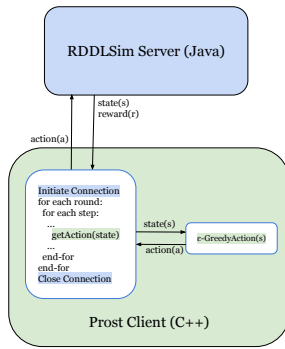 RDDLSim Server (Java)
state(s)
reward(r)
action(a)
Initiate Connection
for each round:
for each step:
...
getAction(state)
...
end-for
end-for
Close Connection
state(s)
action(a)
ε-GreedyAction(s)
Prost Client (C++)